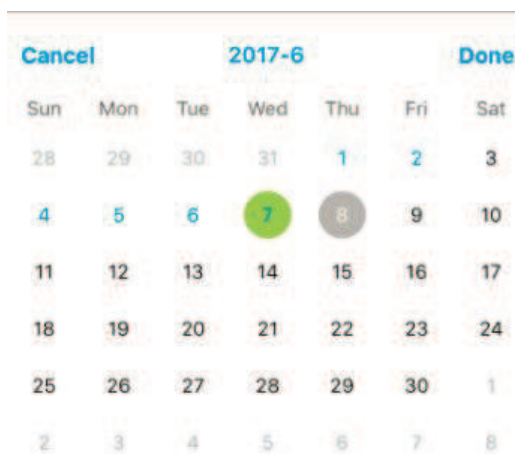 Cancel 2017-6 Done
Sun Mon Tue Wed Thu Fri Sat
28 29 30 31 1 2 3
4 5 6 7 8 9 10
11 12 13 14 15 16 17
18 19 20 21 22 23 24
25 26 27 28 29 30 1
2 3 4 5 6 7 8